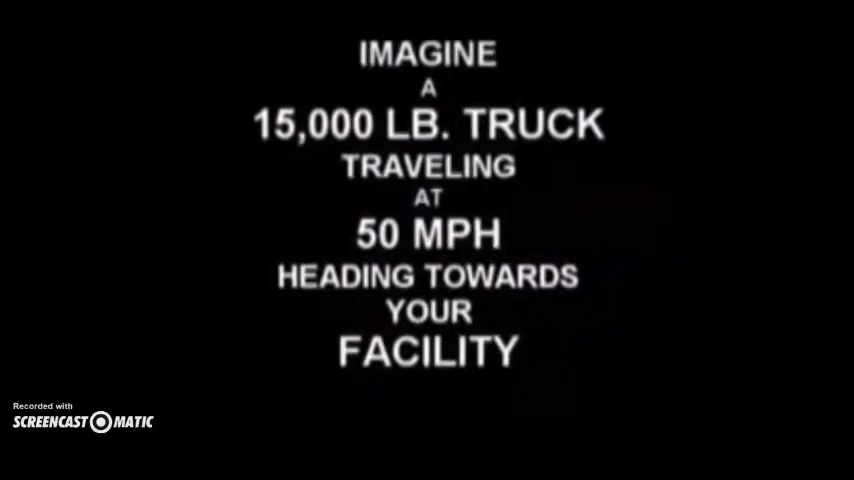 IMAGINE
A
15,000 LB. TRUCK
TRAVELING
AT
50 MPH
HEADING TOWARDS
YOUR
FACILITY
Recorded with
SCREENCAST MATIC